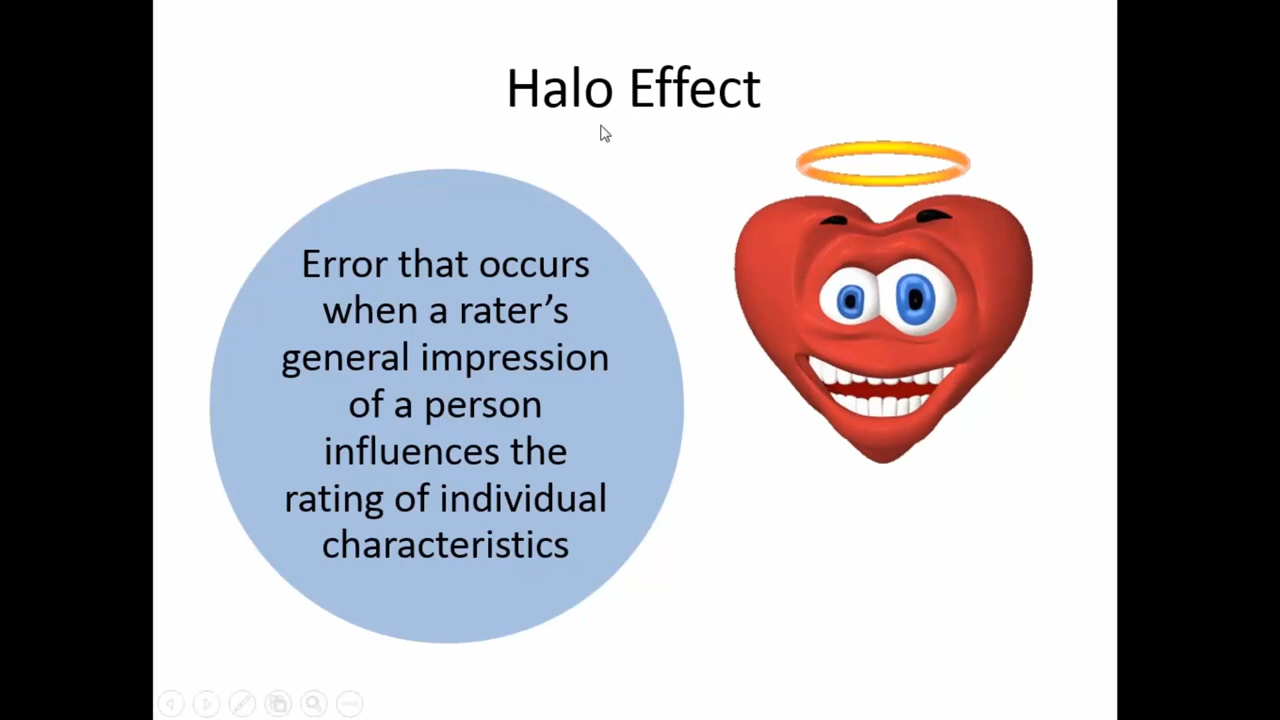 Halo Effect
Error that occurs
when a rater’s
general impression
of a person
influences the
rating of individual
characteristics